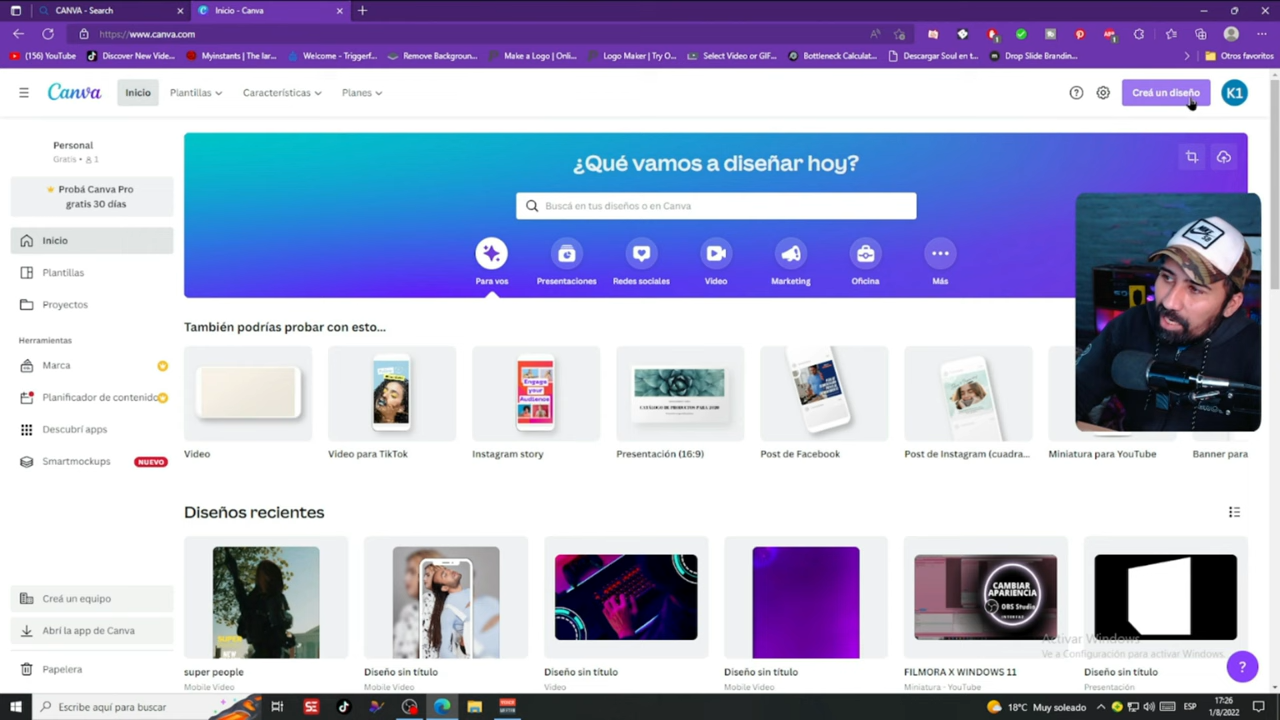 CANVA - Search
Inicio - Canva
https://www.canva.com
(156) YouTube
Discover New Vide...
Myinstants | The lar...
Welcome - Triggerf...
Remove Backgroun...
Make a Logo | Onli...
Logo Maker | Try O...
Select Video or GIF...
Bottleneck Calculat...
Descargar Soul en t...
Drop Slide Brandin...
Otros favoritos
Canva
Inicio
Plantillas
Características
Planes
Creá un diseño
K1
Personal
Gratis • 1
Probá Canva Pro
gratis 30 días
Inicio
Plantillas
Proyectos
Herramientas
Marca
Planificador de contenido
Descubrí apps
Smartmockups NUEVO
Creá un equipo
Abrí la app de Canva
Papelera
¿Qué vamos a diseñar hoy?
Buscá en tus diseños o en Canva
Para vos
Presentaciones
Redes sociales
Video
Marketing
Oficina
Más
También podrías probar con esto...
Engage
your
Audience
Video
Video para TikTok
Instagram story
Presentación (16:9)
Post de Facebook
Post de Instagram (cuadra...
Miniatura para YouTube
Banner para
Diseños recientes
SUPER
NEW
CAMBIAR
APARIENCIA
OBS Studio
super people
Mobile Video
Diseño sin título
Mobile Video
Diseño sin título
Video
Diseño sin título
Mobile Video
FILMORA X WINDOWS 11
Miniatura - YouTube
Diseño sin título
Presentación
Activar Windows
Ve a Configuración para activar Windows.
?
Escribe aquí para buscar
18°C Muy soleado
ESP
17:26
1/8/2022